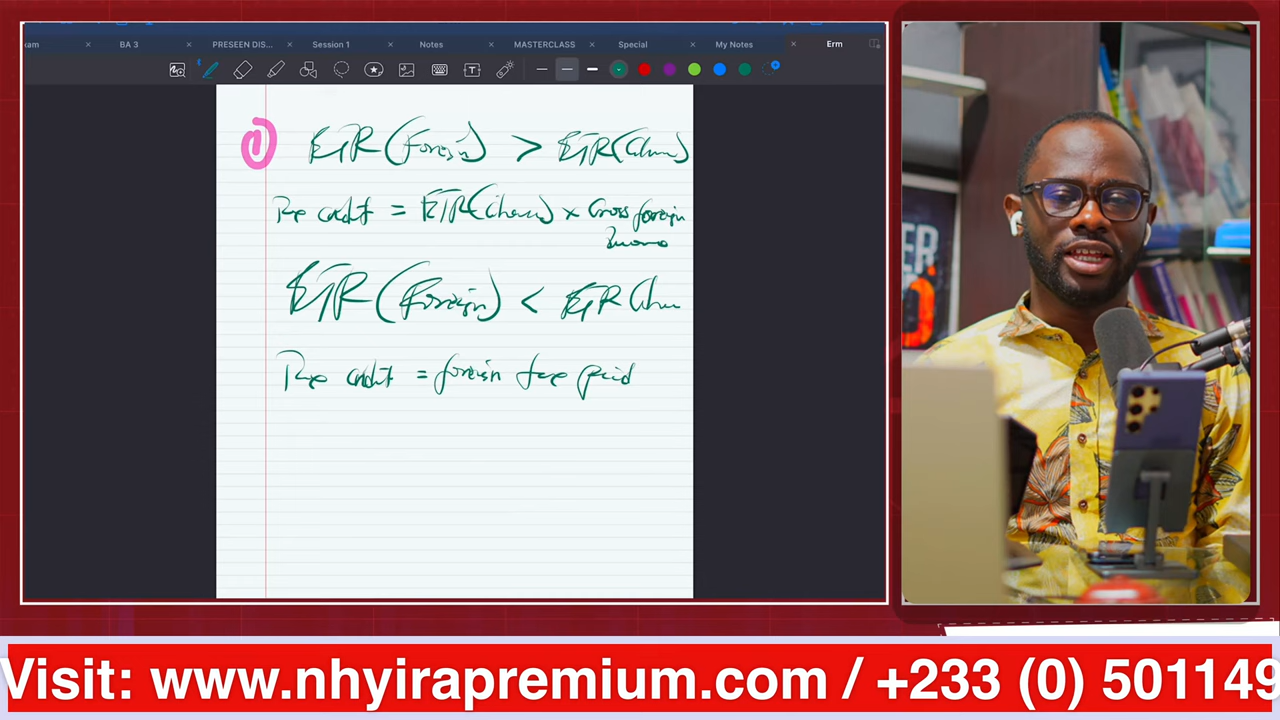 am
BA 3
PRESEEN DIS...
Session 1
Notes
MASTERCLASS
Special
My Notes
Erm
① ETR (Foreign) > ETR (Ghana)
Tax credit = ETR (Ghana) × Gross foreign
Income
ETR (Foreign) < ETR (Ghana
Tax credit = foreign tax paid
ER
Visit: www.nhyirapremium.com / +233 (0) 501149